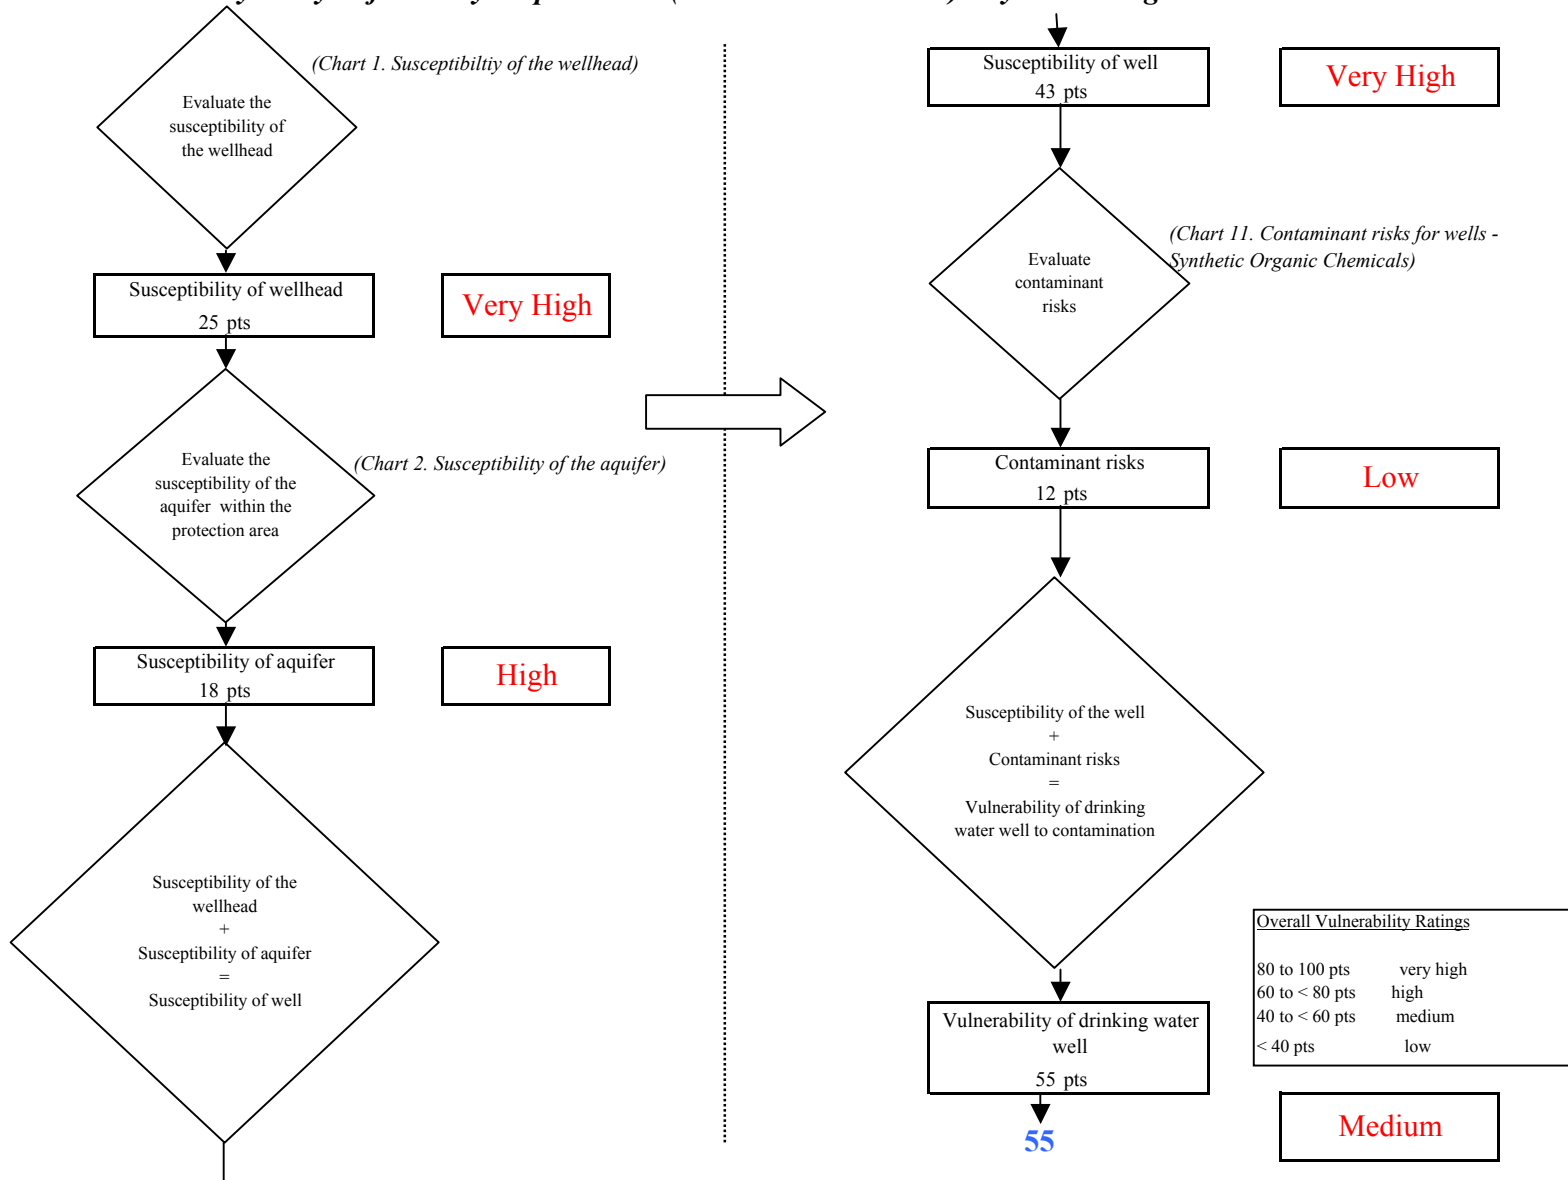 (Chart 1. Susceptibiltiy of the wellhead)
Evaluate the
susceptibility of
the wellhead
Susceptibility of wellhead
25 pts
Very High
Evaluate the
susceptibility of the
aquifer within the
protection area
(Chart 2. Susceptibility of the aquifer)
Susceptibility of aquifer
18 pts
High
Susceptibility of the
wellhead
+
Susceptibility of aquifer
=
Susceptibility of well
Susceptibility of well
43 pts
Very High
Evaluate
contaminant
risks
(Chart 11. Contaminant risks for wells -
Synthetic Organic Chemicals)
Contaminant risks
12 pts
Low
Susceptibility of the well
+
Contaminant risks
=
Vulnerability of drinking
water well to contamination
Overall Vulnerability Ratings
80 to 100 pts very high
60 to < 80 pts high
40 to < 60 pts medium
< 40 pts low
Vulnerability of drinking water
well
55 pts
55
Medium